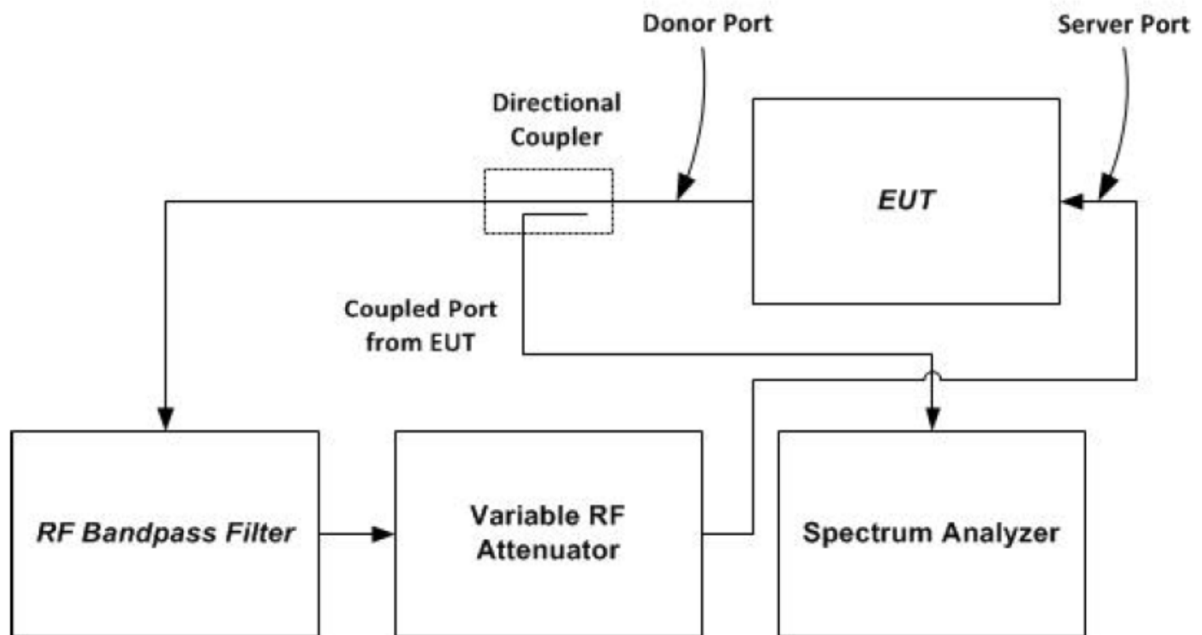 Donor Port
Server Port
Directional
Coupler
EUT
Coupled Port
from EUT
RF Bandpass Filter
Variable RF
Attenuator
Spectrum Analyzer